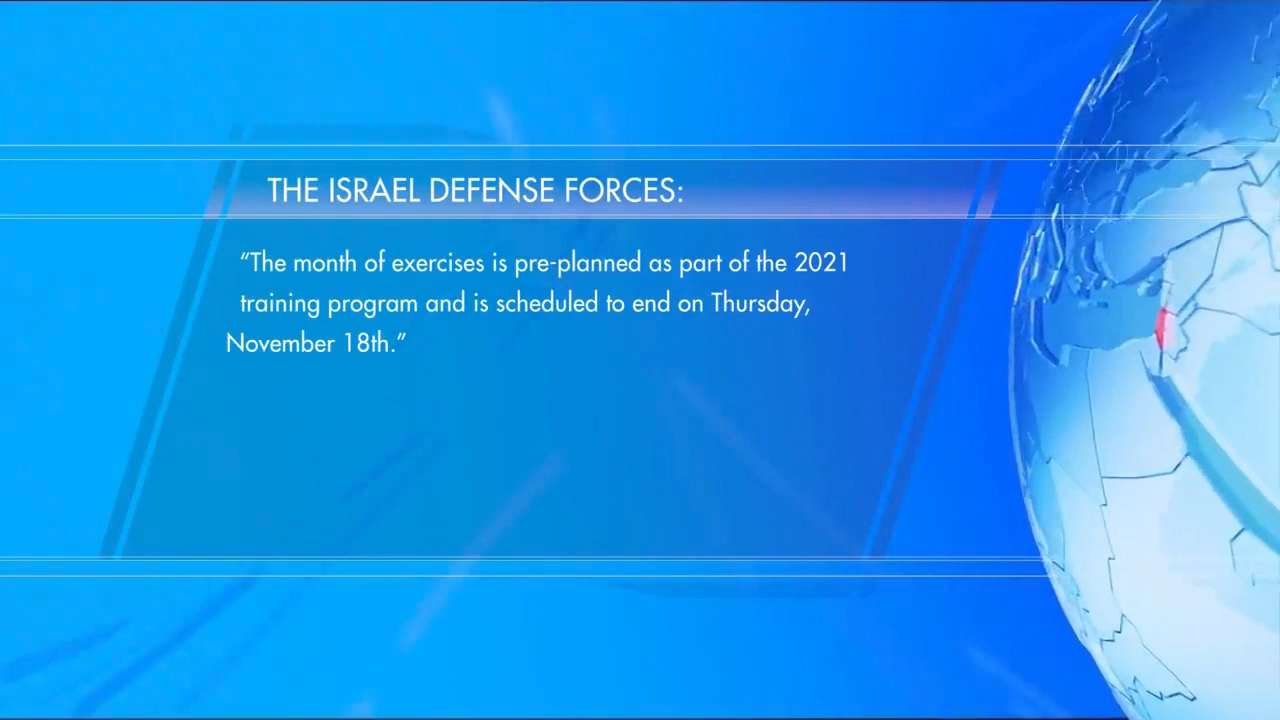 THE ISRAEL DEFENSE FORCES:
“The month of exercises is pre-planned as part of the 2021
training program and is scheduled to end on Thursday,
November 18th.”